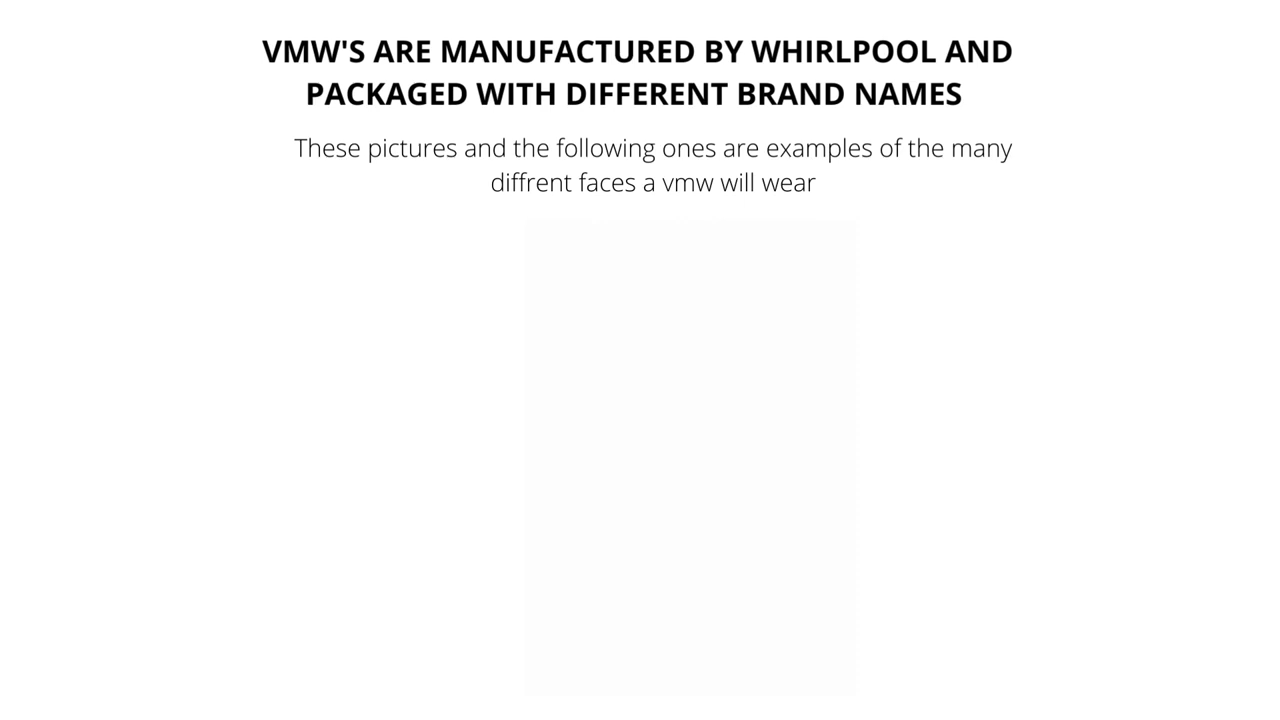 VMW'S ARE MANUFACTURED BY WHIRLPOOL AND
PACKAGED WITH DIFFERENT BRAND NAMES
These pictures and the following ones are examples of the many
diffrent faces a vmw will wear